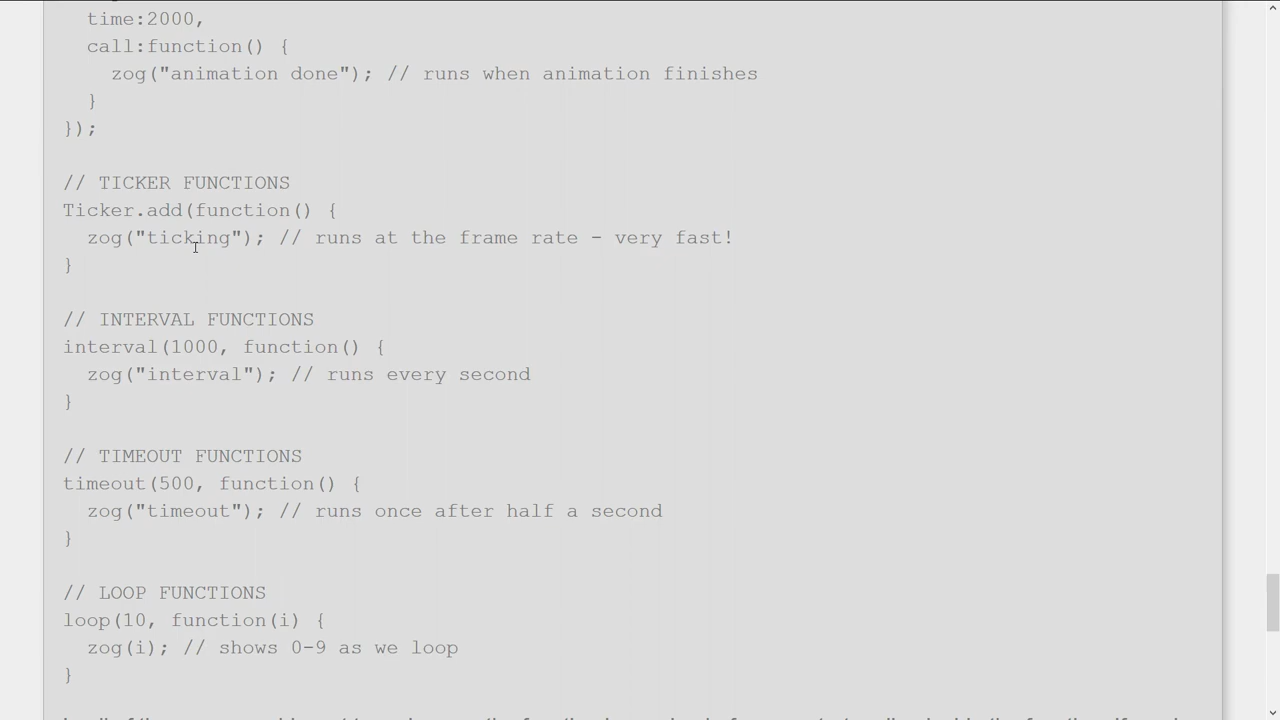 time:2000,
call:function() {
zog("animation done"); // runs when animation finishes
}
});
// TICKER FUNCTIONS
Ticker.add(function() {
zog("ticking"); // runs at the frame rate - very fast!
}
// INTERVAL FUNCTIONS
interval(1000, function() {
zog("interval"); // runs every second
}
// TIMEOUT FUNCTIONS
timeout(500, function() {
zog("timeout"); // runs once after half a second
}
// LOOP FUNCTIONS
loop(10, function(i) {
zog(i); // shows 0-9 as we loop
}